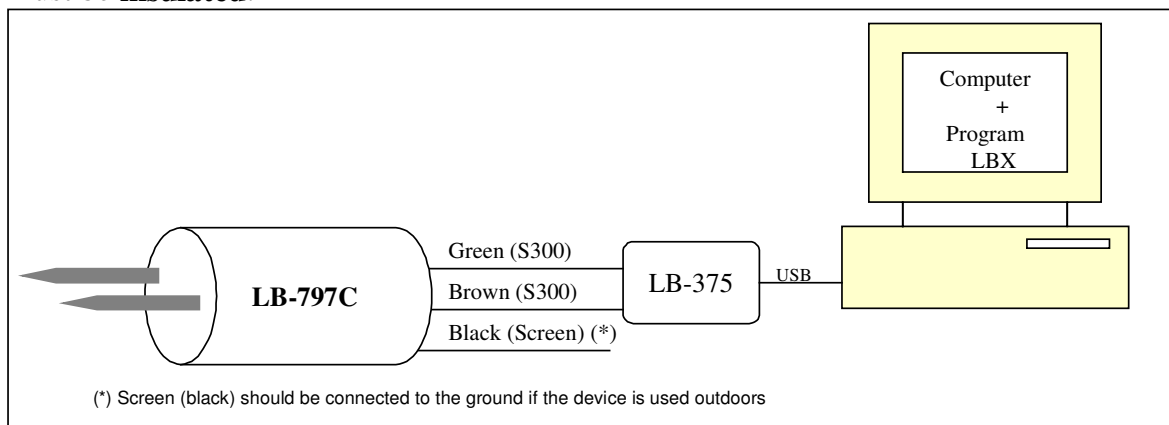 Computer
+
Program
LBX
Green (S300)
Brown (S300)
Black (Screen) (*)
LB-797C
LB-375
USB
(*) Screen (black) should be connected to the ground if the device is used outdoors